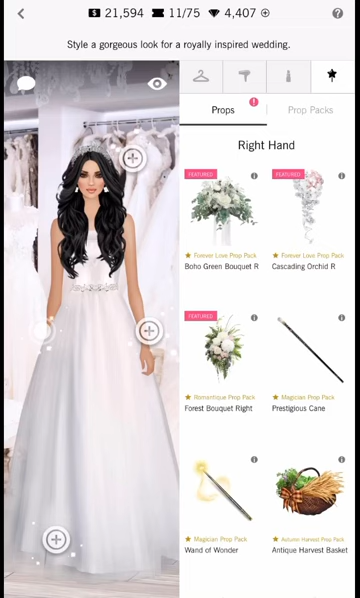 21,594 11/75 4,407
Style a gorgeous look for a royally inspired wedding.
Props
Prop Packs
Right Hand
FEATURED
FEATURED
Forever Love Prop Pack
Forever Love Prop Pack
Boho Green Bouquet R
Cascading Orchid R
FEATURED
Romantique Prop Pack
Magician Prop Pack
Forest Bouquet Right
Prestigious Cane
Magician Prop Pack
Autumn Harvest Prop Pack
Wand of Wonder
Antique Harvest Basket